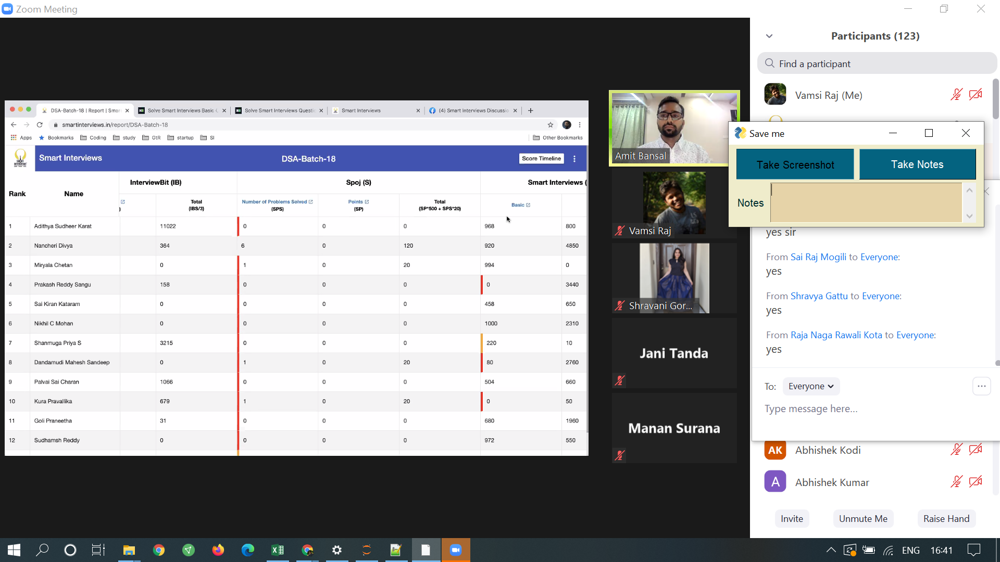 Zoom Meeting
DSA-Batch-18 | Report | Smar
Solve Smart Interviews Basic
Solve Smart Interviews Questi
Smart Interviews
(4) Smart Interviews Discussio
smartinterviews.in/report/DSA-Batch-18
Apps
Bookmarks
Coding
study
GtR
startup
SI
Other Bookmarks
Smart Interviews
DSA-Batch-18
Score Timeline
Rank
Name
InterviewBit (IB)
Spoj (S)
Smart Interviews (
)
Total
(IBS/3)
Number of Problems Solved
(SPS)
Points
(SP)
Total
(SP*500 + SPS*20)
Basic
1 Adithya Sudheer Karat 11022 0 0 0 968 800
2 Nancheri Divya 364 6 0 120 920 4850
3 Miryala Chetan 0 1 0 20 994 0
4 Prakash Reddy Sangu 158 0 0 0 0 3440
5 Sai Kiran Kataram 0 0 0 0 458 650
6 Nikhil C Mohan 0 0 0 0 1000 2310
7 Shanmuga Priya S 3215 0 0 0 220 10
8 Dandamudi Mahesh Sandeep 0 1 0 20 80 2760
9 Palvai Sai Charan 1066 0 0 0 504 660
10 Kura Pravallika 679 1 0 20 0 50
11 Goli Praneetha 31 0 0 0 680 1960
12 Sudhamsh Reddy 0 0 0 0 972 550
Amit Bansal
Vamsi Raj
Shravani Gor...
Jani Tanda
Manan Surana
Participants (123)
Find a participant
Vamsi Raj (Me)
Save me
Take Screenshot
Take Notes
Notes
yes sir
From Sai Raj Mogili to Everyone:
yes
From Shravya Gattu to Everyone:
yes
From Raja Naga Rawali Kota to Everyone:
yes
To: Everyone
Type message here...
AK Abhishek Kodi
A Abhishek Kumar
Invite
Unmute Me
Raise Hand
ENG
16:41